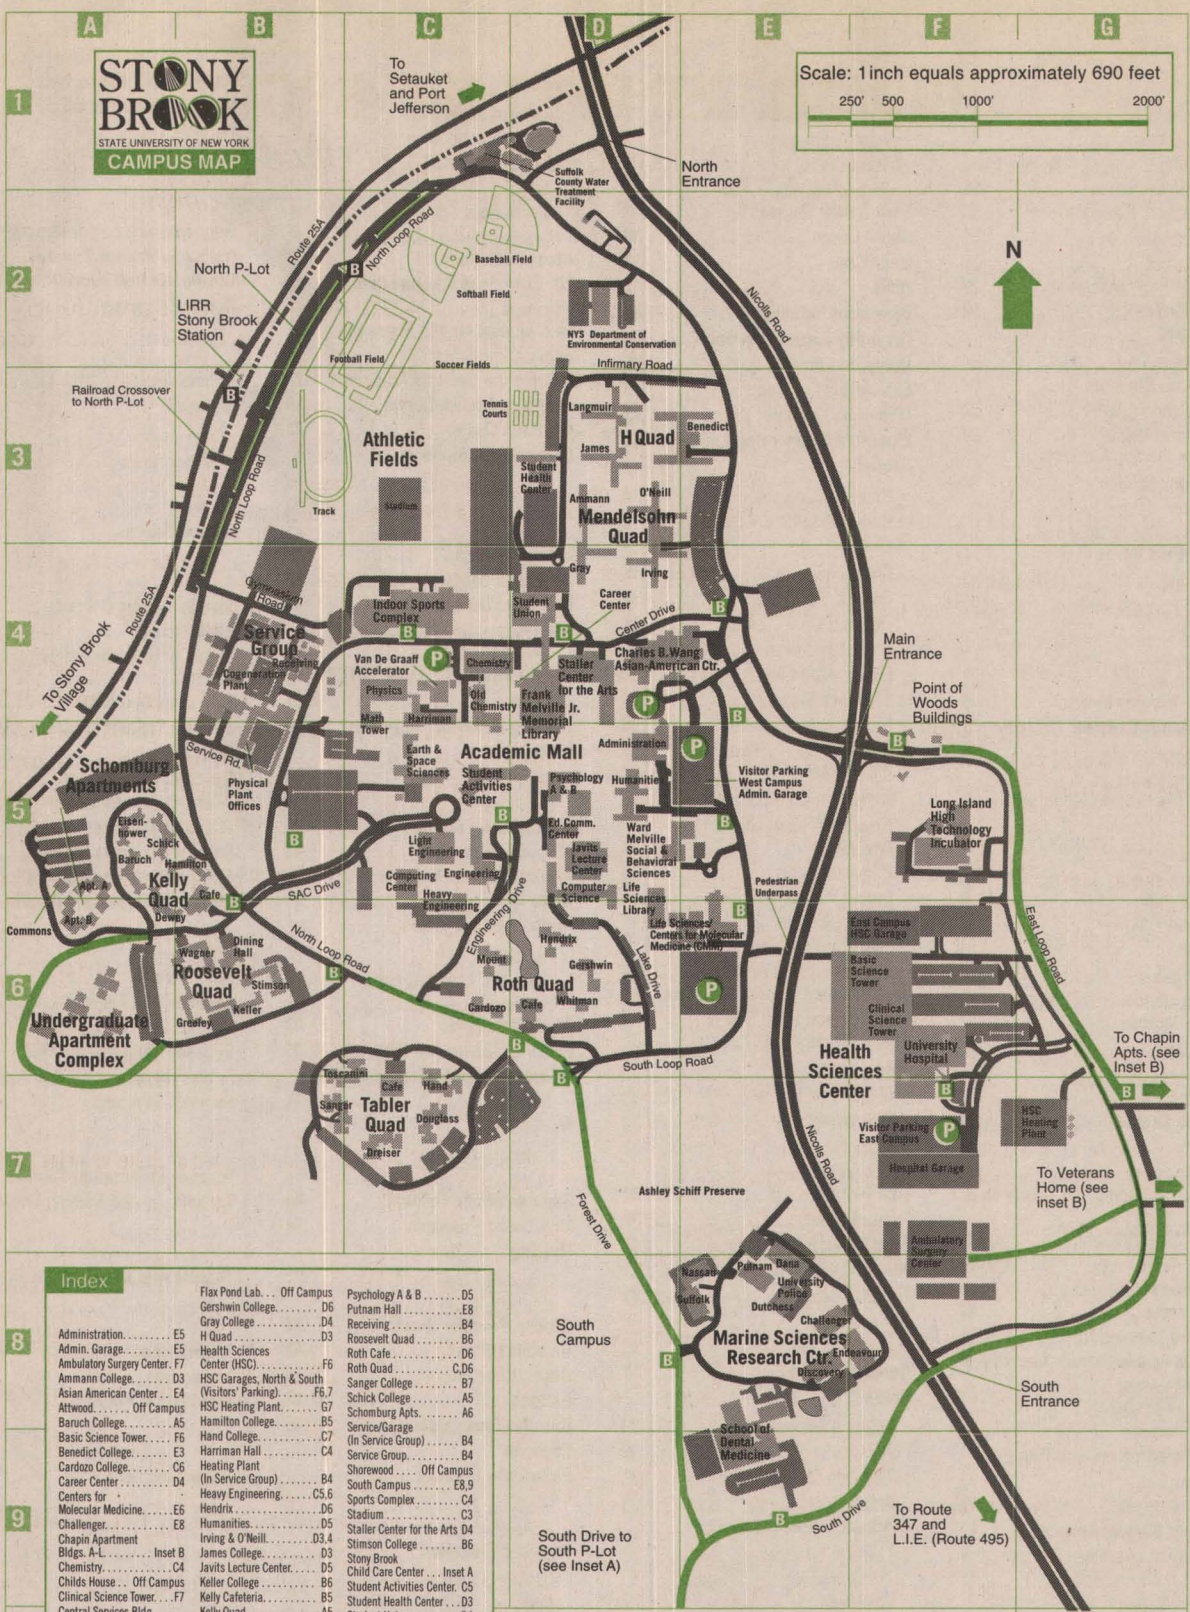 A B C D E F G
STONY
BROOK
STATE UNIVERSITY OF NEW YORK
CAMPUS MAP
To
Setauket
and Port
Jefferson
Scale: 1 inch equals approximately 690 feet
250' 500 1000' 2000'
1
North
Entrance
Suffolk
County Water
Treatment
Facility
North Loop Road
Route 25A
N
2
North P-Lot
B
Baseball Field
Softball Field
LIRR
Stony Brook
Station
Nicolls Road
NYS Department of
Environmental Conservation
Football Field
Soccer Fields
Infirmary Road
Railroad Crossover
to North P-Lot
B
Tennis
Courts
Langmuir
Benedict
H Quad
James
3
Athletic
Fields
Student
Health
Center
Ammann
O'Neill
Stadium
Track
Mendelsohn
Quad
North Loop Road
Gray
Irving
Gymnasium
Road
Route 25A
Indoor Sports
Complex
Student
Union
Career
Center
B
B
B
Center Drive
4
Service
Group
Receiving
Cogeneration
Plant
Van De Graaff
Accelerator
P
Chemistry
Staller
Center
for the Arts
Charles B. Wang
Asian-American Ctr.
Main
Entrance
To Stony Brook
Village
Physics
Old
Chemistry
Frank
Melville Jr.
Memorial
Library
P
Point of
Woods
Buildings
Math
Tower
Harriman
B
B
Service Rd.
Earth &
Space
Sciences
Academic Mall
Administration
P
Schomburg
Apartments
Physical
Plant
Offices
Student
Activities
Center
Psychology
A & B
Humanities
Visitor Parking
West Campus
Admin. Garage
5
Eisen-
hower
Schick
Baruch
Hamilton
B
B
Ed. Comm.
Center
Ward
Melville
Social &
Behavioral
Sciences
B
Long Island
High
Technology
Incubator
Light
Engineering
Javits
Lecture
Center
Kelly
Quad
Cafe
Dewey
SAC Drive
B
Computing
Center
Engineering
Heavy
Engineering
Computer
Science
Life
Sciences
Library
Pedestrian
Underpass
Apt. A
Apt. B
Commons
Engineering Drive
B
Life Sciences/
Centers for Molecular
Medicine (CMM)
East Campus
HSC Garage
East Loop Road
Wagner
Dining
Hall
North Loop Road
Hendrix
Lake Drive
Basic
Science
Tower
6
Roosevelt
Quad
Stimson
B
Mount
Gershwin
Roth Quad
P
Clinical
Science
Tower
Keller
Greeley
Cardozo
Cafe
Whitman
Undergraduate
Apartment
Complex
B
University
Hospital
To Chapin
Apts. (see
Inset B)
Health
Sciences
Center
South Loop Road
B
Toscanini
Cafe
Hand
B
B
Sanger
Tabler
Quad
Douglass
HSC
Heating
Plant
Visitor Parking
East Campus
P
Dreiser
7
Nicolls Road
Hospital Garage
To Veterans
Home (see
inset B)
Ashley Schiff Preserve
Forest Drive
Ambulatory
Surgery
Center
Nassau
Putnam
Dana
University
Police
Suffolk
Dutchess
8
South
Campus
Challenger
Marine Sciences
Research Ctr.
Endeavour
B
Discovery
South
Entrance
School of
Dental
Medicine
9
South Drive to
South P-Lot
(see Inset A)
B
South Drive
To Route
347 and
L.I.E. (Route 495)
Index
Administration. . . . . . . . . E5
Admin. Garage. . . . . . . . . E5
Ambulatory Surgery Center. F7
Ammann College. . . . . . . D3
Asian American Center . . E4
Attwood. . . . . . Off Campus
Baruch College. . . . . . . . . A5
Basic Science Tower. . . . . F6
Benedict College. . . . . . . . E3
Cardozo College. . . . . . . . C6
Career Center . . . . . . . . . D4
Centers for
Molecular Medicine. . . . . E6
Challenger. . . . . . . . . . . . E8
Chapin Apartment
Bldgs. A-L. . . . . . . . Inset B
Chemistry. . . . . . . . . . . . C4
Childs House . . Off Campus
Clinical Science Tower. . . . F7
Central Services Bldg.
Flax Pond Lab. . . Off Campus
Gershwin College. . . . . . . . D6
Gray College . . . . . . . . . . . D4
H Quad . . . . . . . . . . . . . . D3
Health Sciences
Center (HSC). . . . . . . . . . F6
HSC Garages, North & South
(Visitors' Parking). . . . . . .F6,7
HSC Heating Plant. . . . . . . G7
Hamilton College. . . . . . . . B5
Hand College. . . . . . . . . . .C7
Harriman Hall . . . . . . . . . . C4
Heating Plant
(In Service Group) . . . . . . . B4
Heavy Engineering. . . . . . C5,6
Hendrix . . . . . . . . . . . . . . D6
Humanities. . . . . . . . . . . . D5
Irving & O'Neill. . . . . . . . .D3,4
James College. . . . . . . . . . D3
Javits Lecture Center. . . . . D5
Keller College . . . . . . . . . . B6
Kelly Cafeteria. . . . . . . . . . B5
Kelly Quad. . . . . . . . . . . . A5
Psychology A & B . . . . . . .D5
Putnam Hall . . . . . . . . . . . E8
Receiving . . . . . . . . . . . . .B4
Roosevelt Quad . . . . . . . . B6
Roth Cafe . . . . . . . . . . . . D6
Roth Quad . . . . . . . . . .C,D6
Sanger College . . . . . . . . . B7
Schick College . . . . . . . . . A5
Schomburg Apts. . . . . . . . A6
Service/Garage
(In Service Group) . . . . . . B4
Service Group. . . . . . . . . . B4
Shorewood . . . . Off Campus
South Campus . . . . . . . E8,9
Sports Complex . . . . . . . . C4
Stadium . . . . . . . . . . . . . C3
Staller Center for the Arts D4
Stimson College . . . . . . . . B6
Stony Brook
Child Care Center . . . Inset A
Student Activities Center. C5
Student Health Center . . . D3